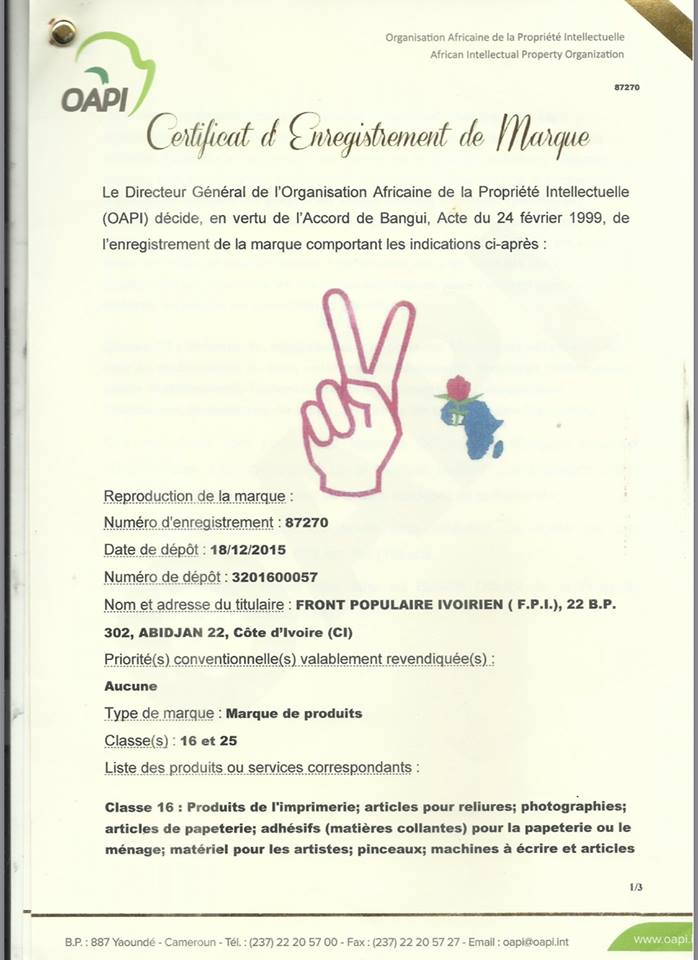 OAPI
Organisation Africaine de la Propriété Intellectuelle
African Intellectual Property Organization
87270
Certificat d'Enregistrement de Marque
Le Directeur Général de l'Organisation Africaine de la Propriété Intellectuelle
(OAPI) décide, en vertu de l'Accord de Bangui, Acte du 24 février 1999, de
l'enregistrement de la marque comportant les indications ci-après :
Reproduction de la marque :
Numéro d'enregistrement : 87270
Date de dépôt : 18/12/2015
Numéro de dépôt : 3201600057
Nom et adresse du titulaire : FRONT POPULAIRE IVOIRIEN ( F.P.I.), 22 B.P.
302, ABIDJAN 22, Côte d'Ivoire (CI)
Priorité(s) conventionnelle(s) valablement revendiquée(s) :
Aucune
Type de marque : Marque de produits
Classe(s) : 16 et 25
Liste des produits ou services correspondants :
Classe 16 : Produits de l'imprimerie; articles pour reliures; photographies;
articles de papeterie; adhésifs (matières collantes) pour la papeterie ou le
ménage; matériel pour les artistes; pinceaux; machines à écrire et articles
1/3
B.P. : 887 Yaoundé - Cameroun - Tél. : (237) 22 20 57 00 - Fax : (237) 22 20 57 27 - Email : oapi@oapi.int
www.oapi.i